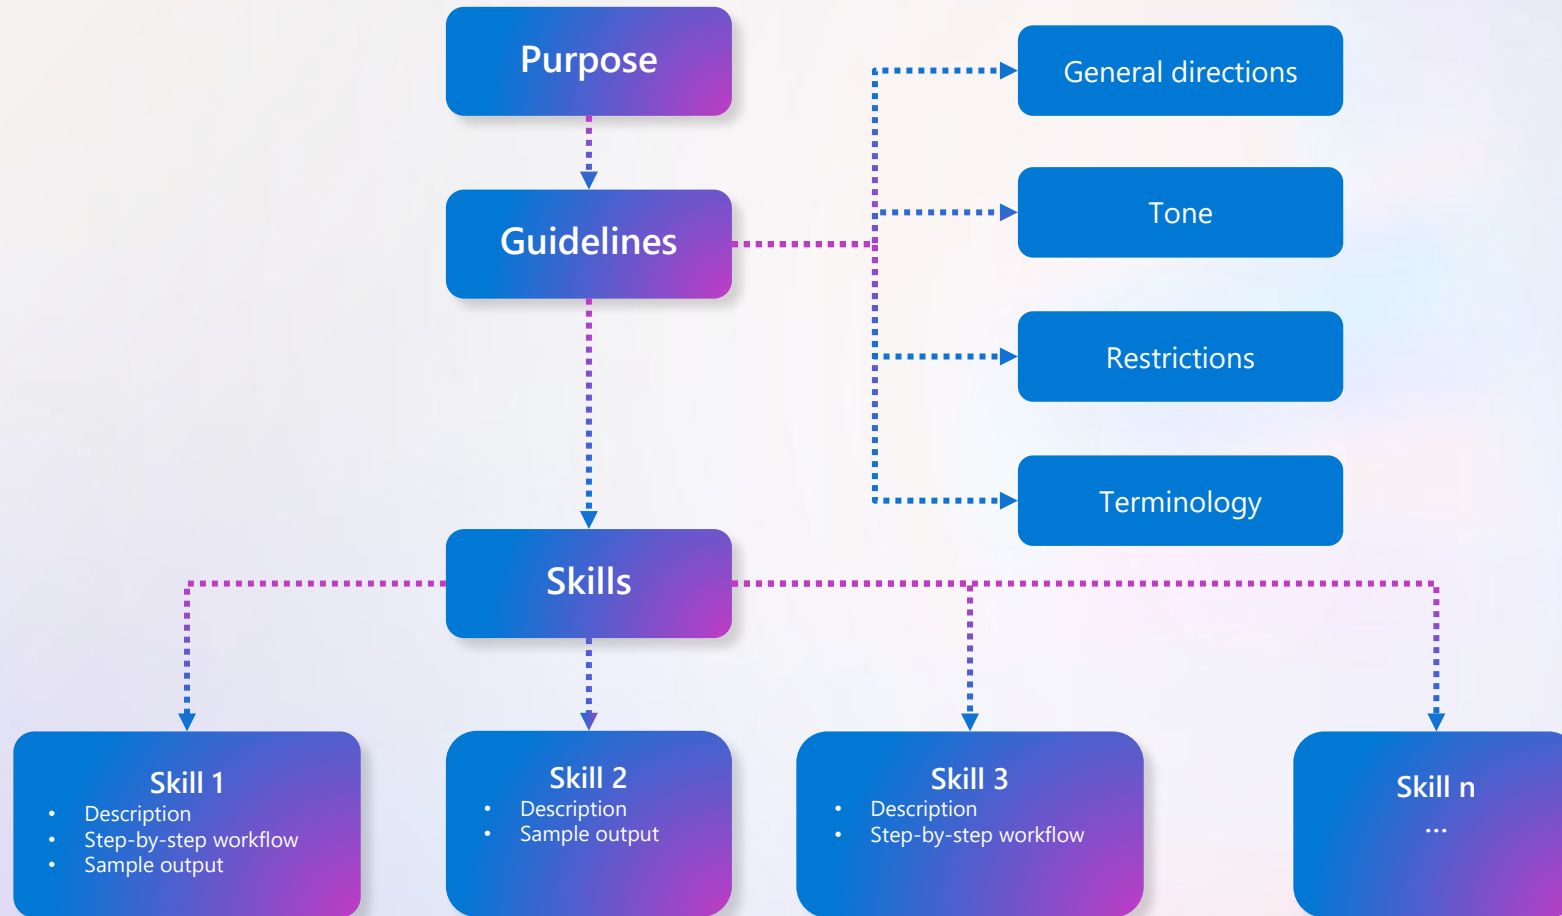 Purpose
General directions
Tone
Guidelines
Restrictions
Terminology
Skills
Skill 1
• Description
• Step-by-step workflow
• Sample output
Skill 2
• Description
• Sample output
Skill 3
• Description
• Step-by-step workflow
Skill n
...